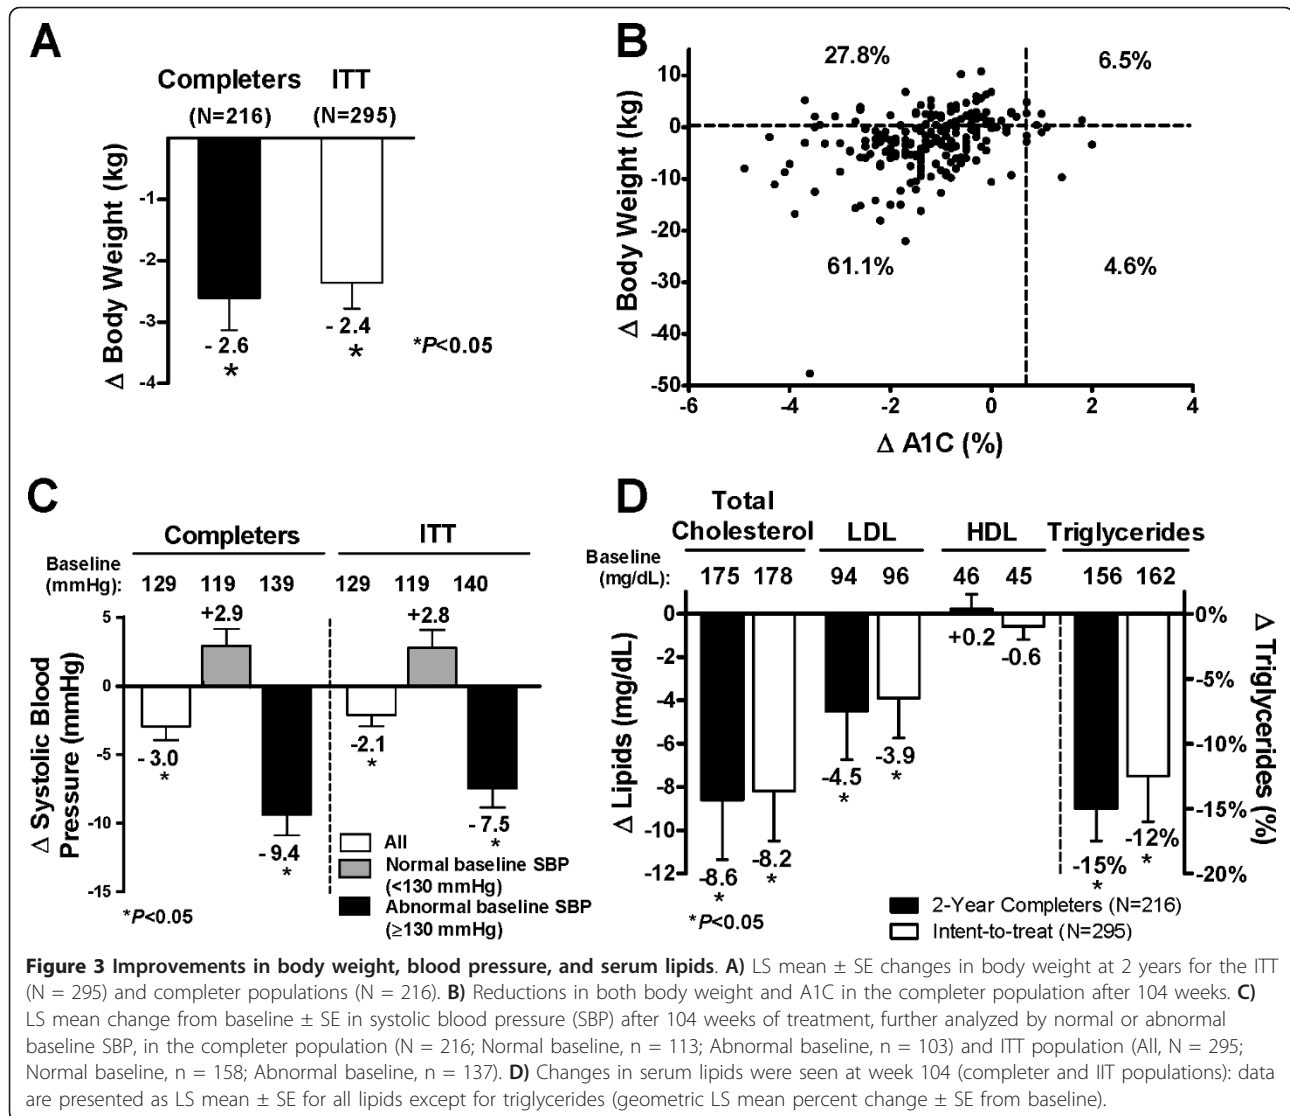 A
Completers ITT
(N=216) (N=295)
Δ Body Weight (kg)
-1
-2
-3
-4
- 2.6
*
- 2.4
*
*P<0.05
B
Δ Body Weight (kg)
10
0
-10
-20
-30
-40
-50
27.8%
6.5%
61.1%
4.6%
-6 -4 -2 0 2 4
Δ A1C (%)
C
Completers ITT
Baseline
(mmHg): 129 119 139 129 119 140
Δ Systolic Blood
Pressure (mmHg)
5
0
-5
-10
-15
+2.9
+2.8
- 3.0
*
- 9.4
*
-2.1
*
- 7.5
*
All
Normal baseline SBP
(<130 mmHg)
Abnormal baseline SBP
(≥130 mmHg)
*P<0.05
D
Total
Cholesterol LDL HDL Triglycerides
Baseline
(mg/dL): 175 178 94 96 46 45 156 162
Δ Lipids (mg/dL)
0
-2
-4
-6
-8
-10
-12
-8.6
*
-8.2
*
-4.5
*
-3.9
*
+0.2
-0.6
-15%
*
-12%
*
0%
-5%
-10%
-15%
-20%
Δ Triglycerides (%)
*P<0.05
2-Year Completers (N=216)
Intent-to-treat (N=295)
Figure 3 Improvements in body weight, blood pressure, and serum lipids. A) LS mean ± SE changes in body weight at 2 years for the ITT
(N = 295) and completer populations (N = 216). B) Reductions in both body weight and A1C in the completer population after 104 weeks. C)
LS mean change from baseline ± SE in systolic blood pressure (SBP) after 104 weeks of treatment, further analyzed by normal or abnormal
baseline SBP, in the completer population (N = 216; Normal baseline, n = 113; Abnormal baseline, n = 103) and ITT population (All, N = 295;
Normal baseline, n = 158; Abnormal baseline, n = 137). D) Changes in serum lipids were seen at week 104 (completer and IIT populations): data
are presented as LS mean ± SE for all lipids except for triglycerides (geometric LS mean percent change ± SE from baseline).